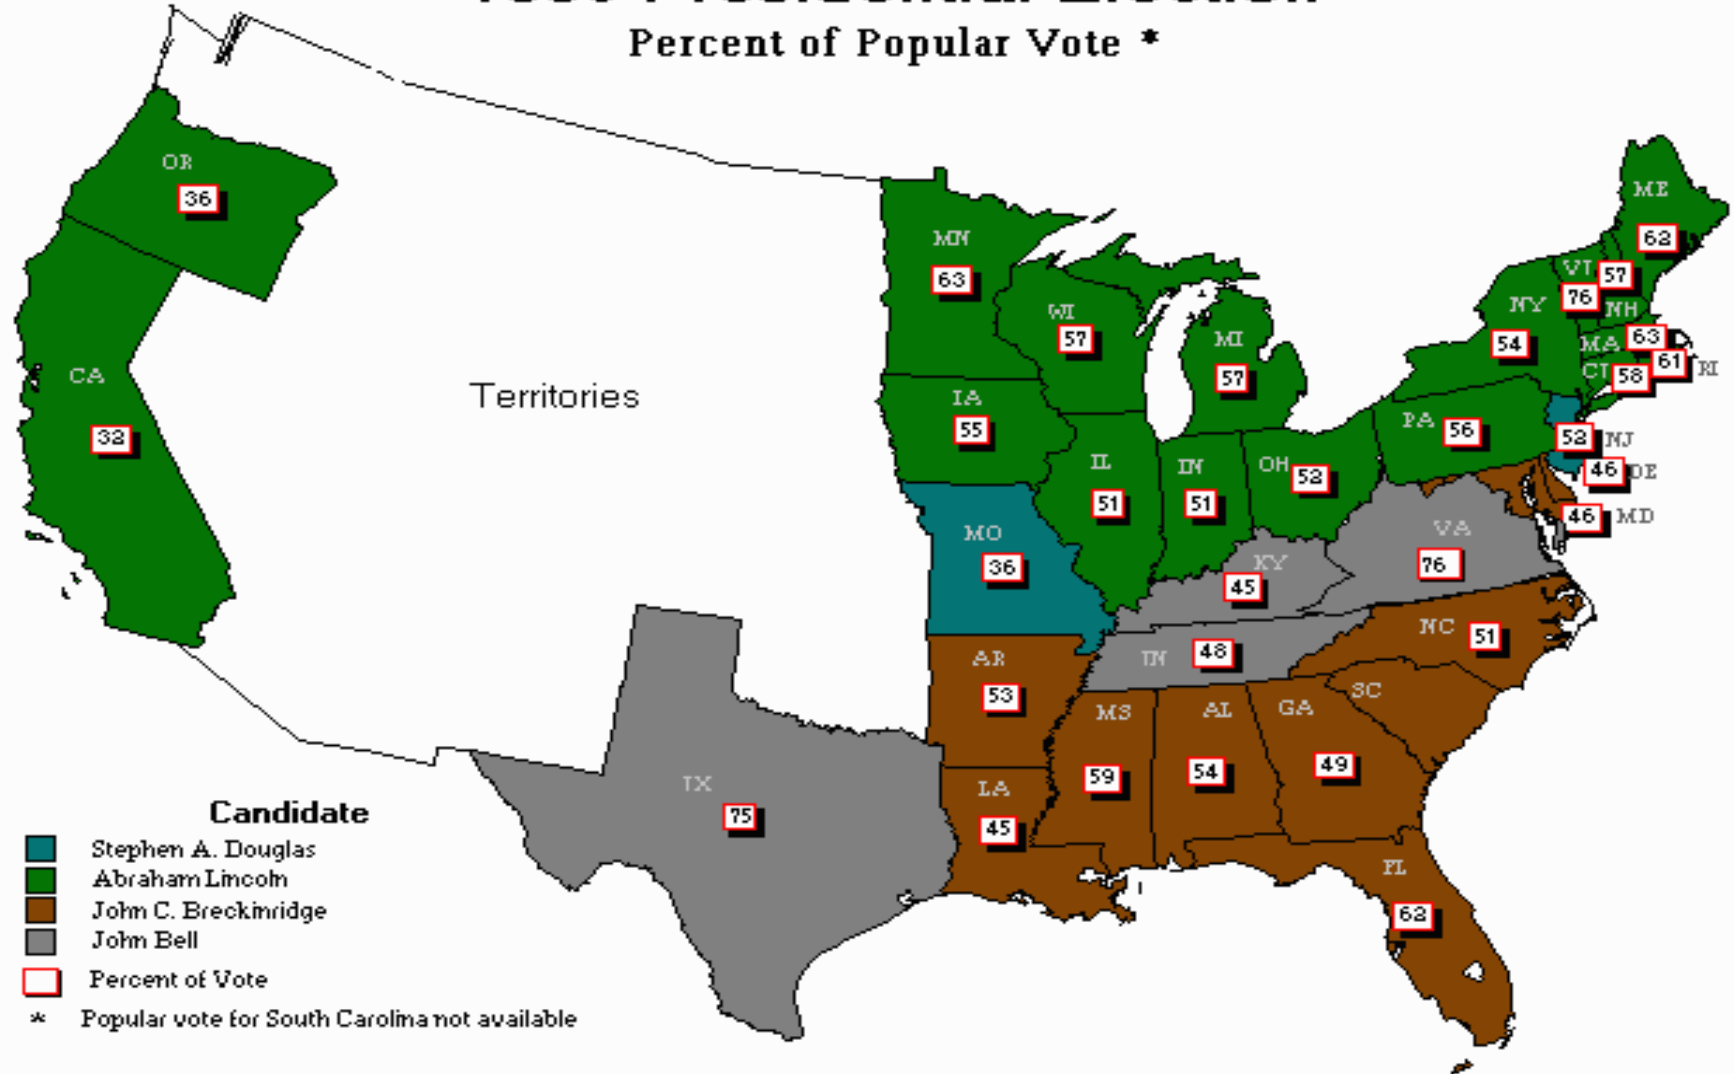 Percent of Popular Vote *
OR
36
CA
32
Territories
MN
63
WI
57
MI
57
IA
55
IL
51
IN
51
OH
52
MO
36
KY
45
IN
48
AR
53
LA
45
MS
59
AL
54
GA
49
SC
NC
51
VA
76
FL
62
TX
75
PA
56
NY
54
VT
76
57
NH
ME
62
MA
63
CT
58
61
RI
52
NJ
46
DE
46
MD
Candidate
Stephen A. Douglas
Abraham Lincoln
John C. Breckinridge
John Bell
Percent of Vote
* Popular vote for South Carolina not available